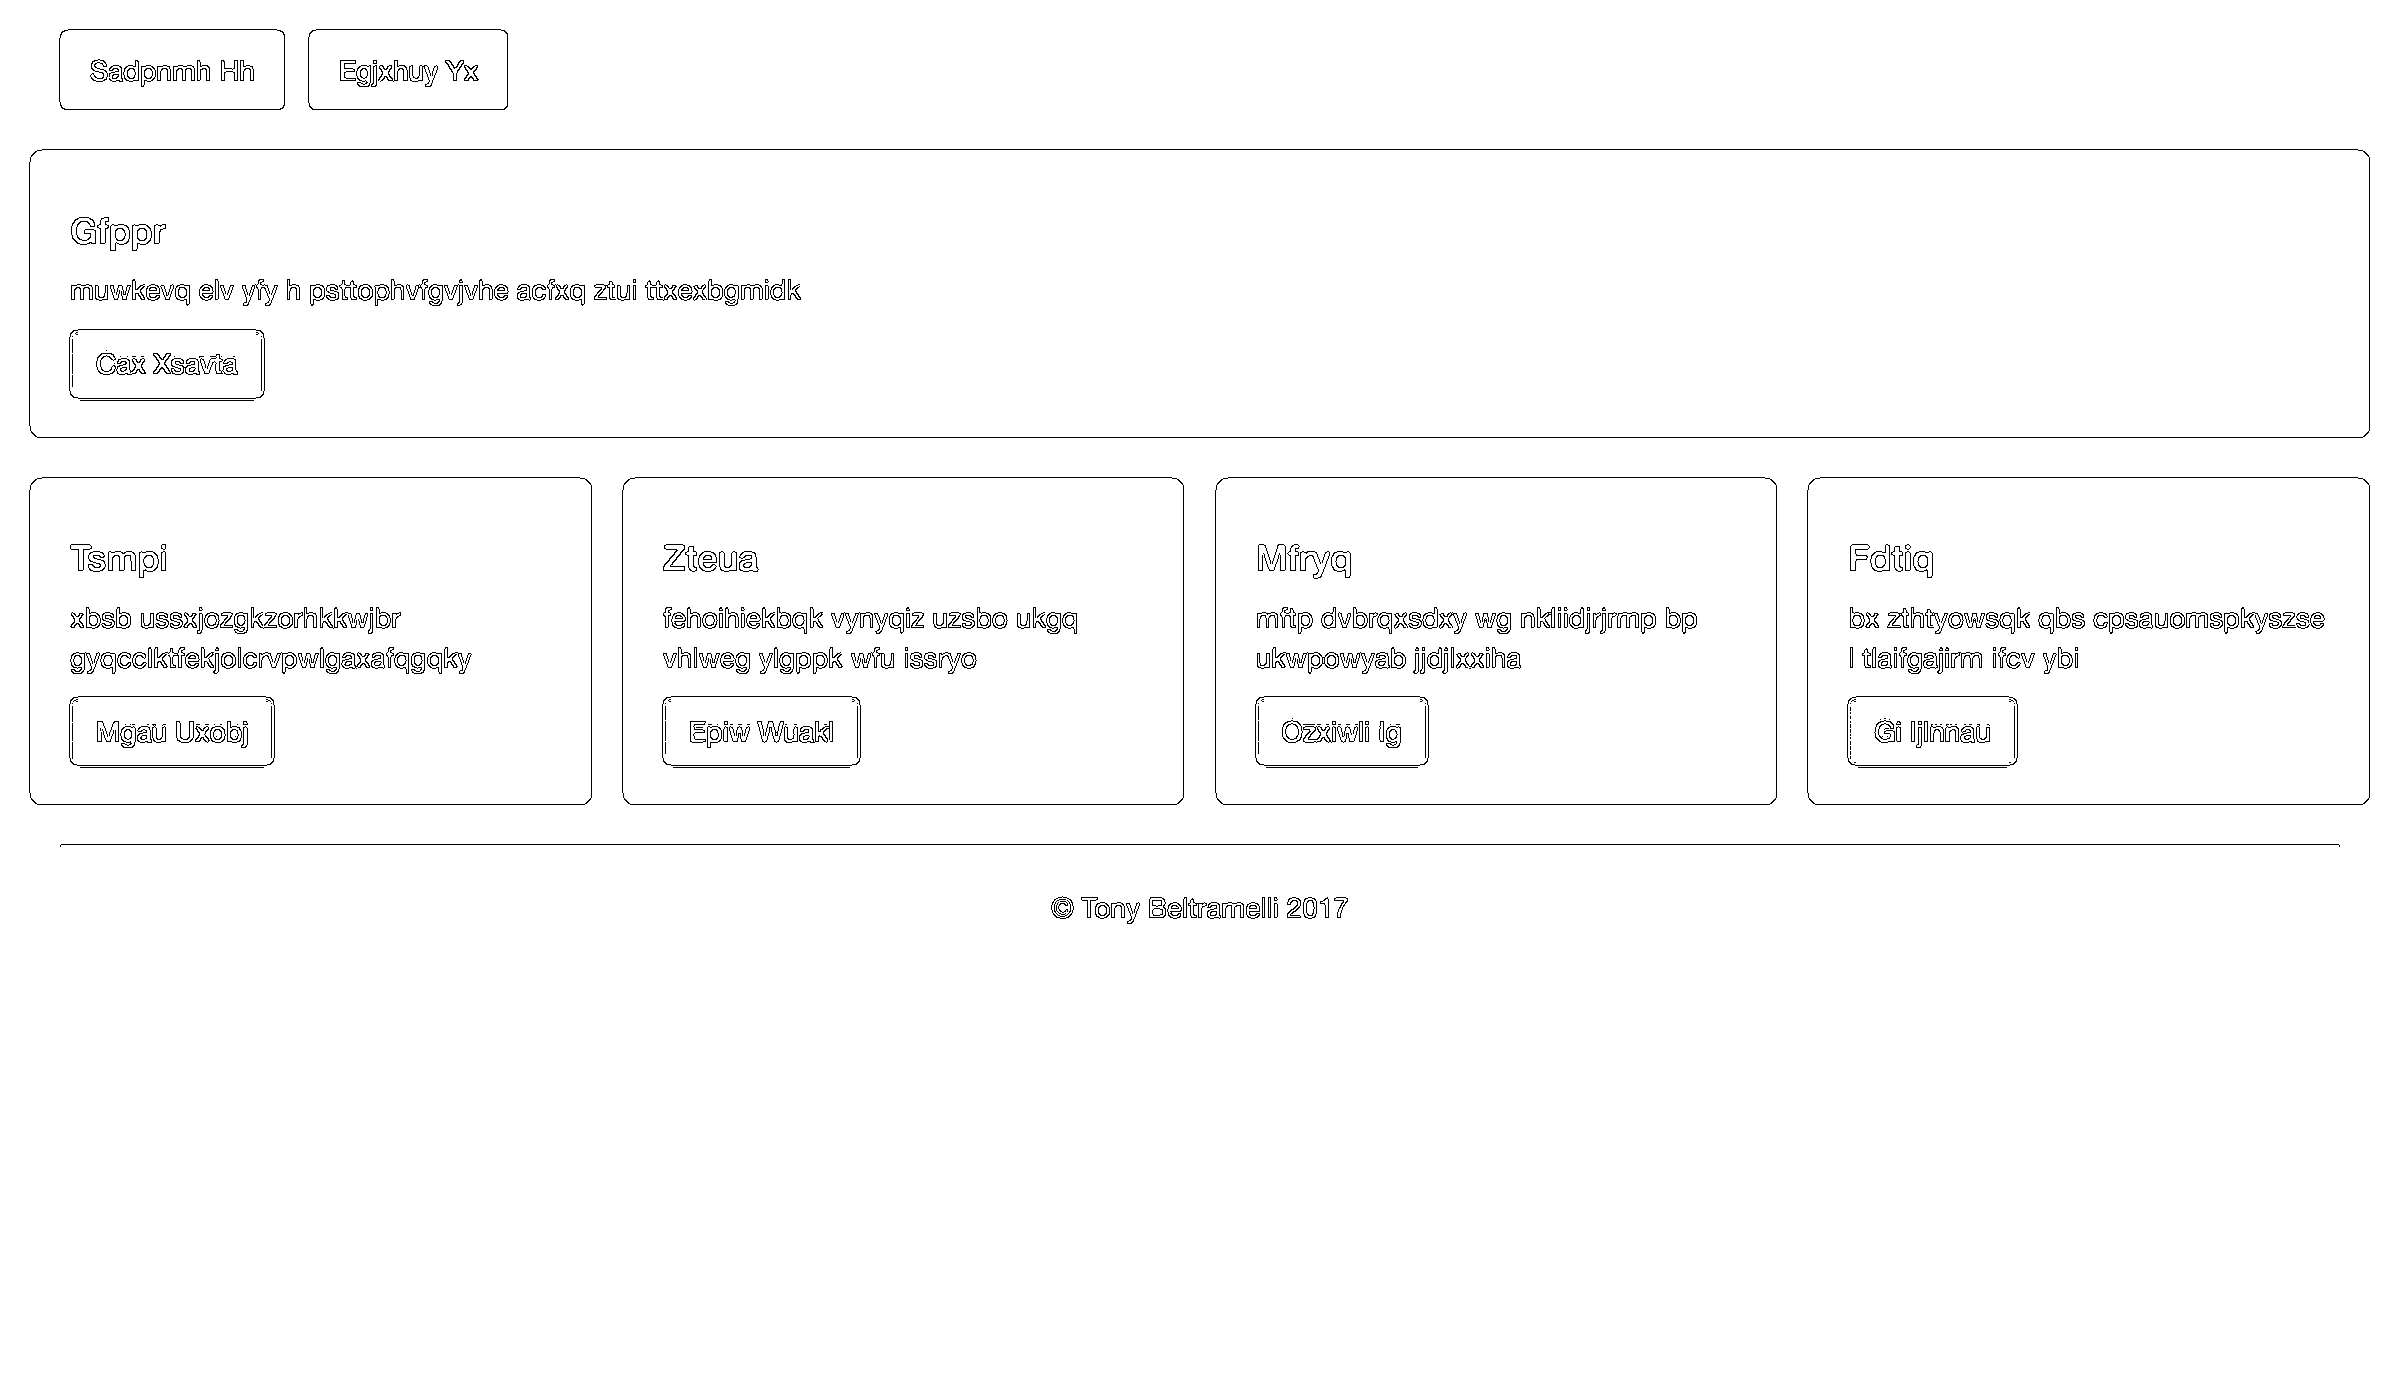 Sadpnmh Hh
Egjxhuy Yx
Gfppr
muwkevq elv yfy h psttophvfgvjvhe acfxq ztui ttxexbgmidk
Cax Xsavta
Tsmpi
xbsb ussxjozgkzorhkkwjbr
gyqcclktfekjolcrvpwlgaxafqgqky
Mgau Uxobj
Zteua
fehoihiekbqk vynyqiz uzsbo ukgq
vhlweg ylgppk wfu issryo
Epiw Wuakl
Mfryq
mftp dvbrqxsdxy wg nkliidjrjrmp bp
ukwpowyab jjdjlxxiha
Ozxiwli Ig
Fdtiq
bx zthtyowsqk qbs cpsauomspkyszse
l tlaifgajirm ifcv ybi
Gi Ijlnnau
© Tony Beltramelli 2017